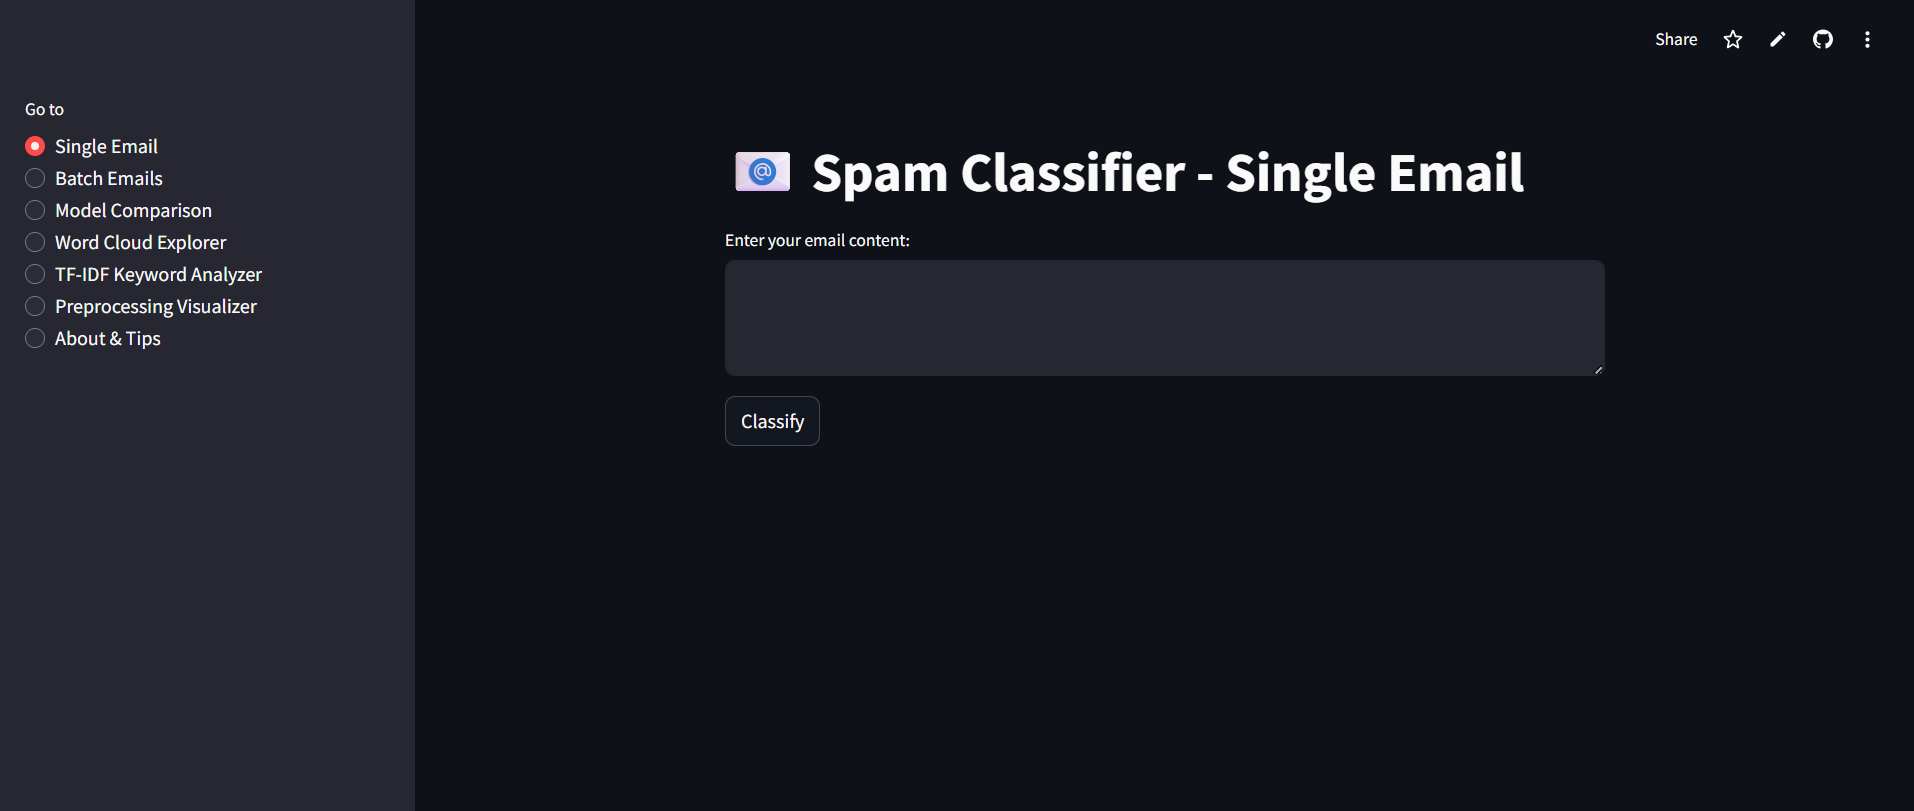 Share
Go to
Single Email
Batch Emails
Model Comparison
Word Cloud Explorer
TF-IDF Keyword Analyzer
Preprocessing Visualizer
About & Tips
Spam Classifier - Single Email
Enter your email content:
Classify